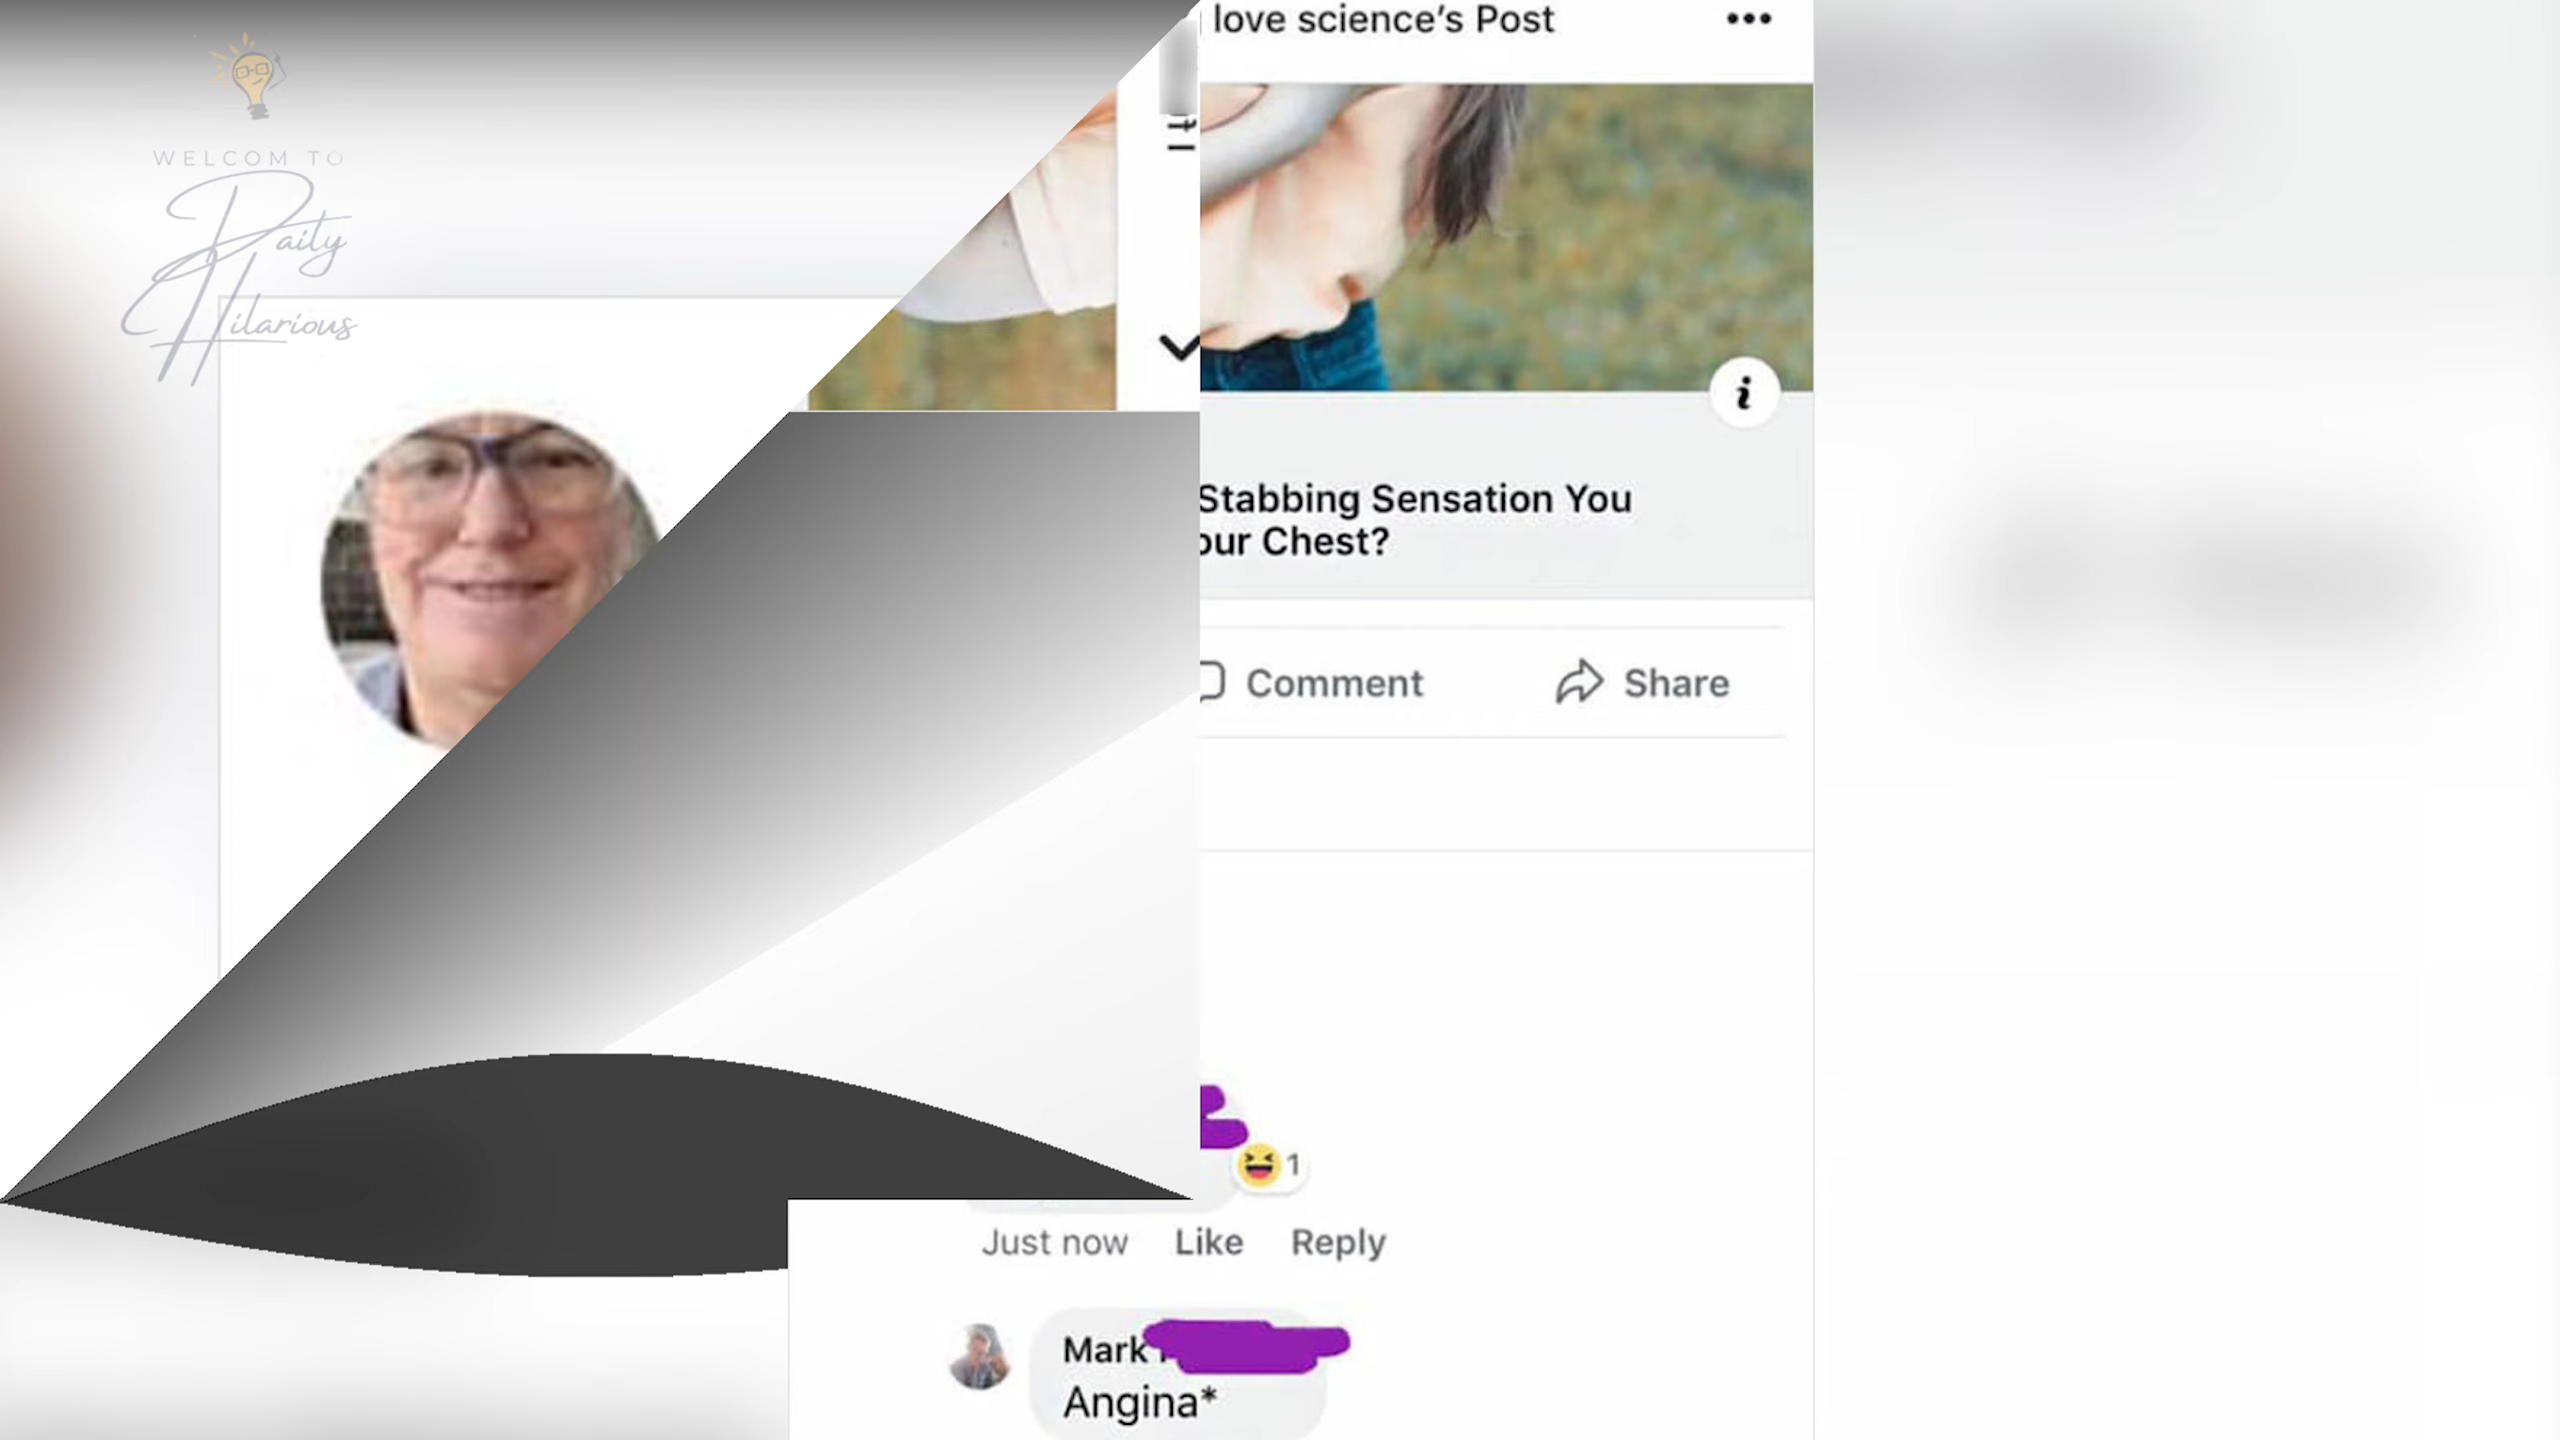 WELCOM TO
Daily
Hilarious
love science's Post
Stabbing Sensation You
our Chest?
Comment
Share
1
Just now Like Reply
Mark
Angina*